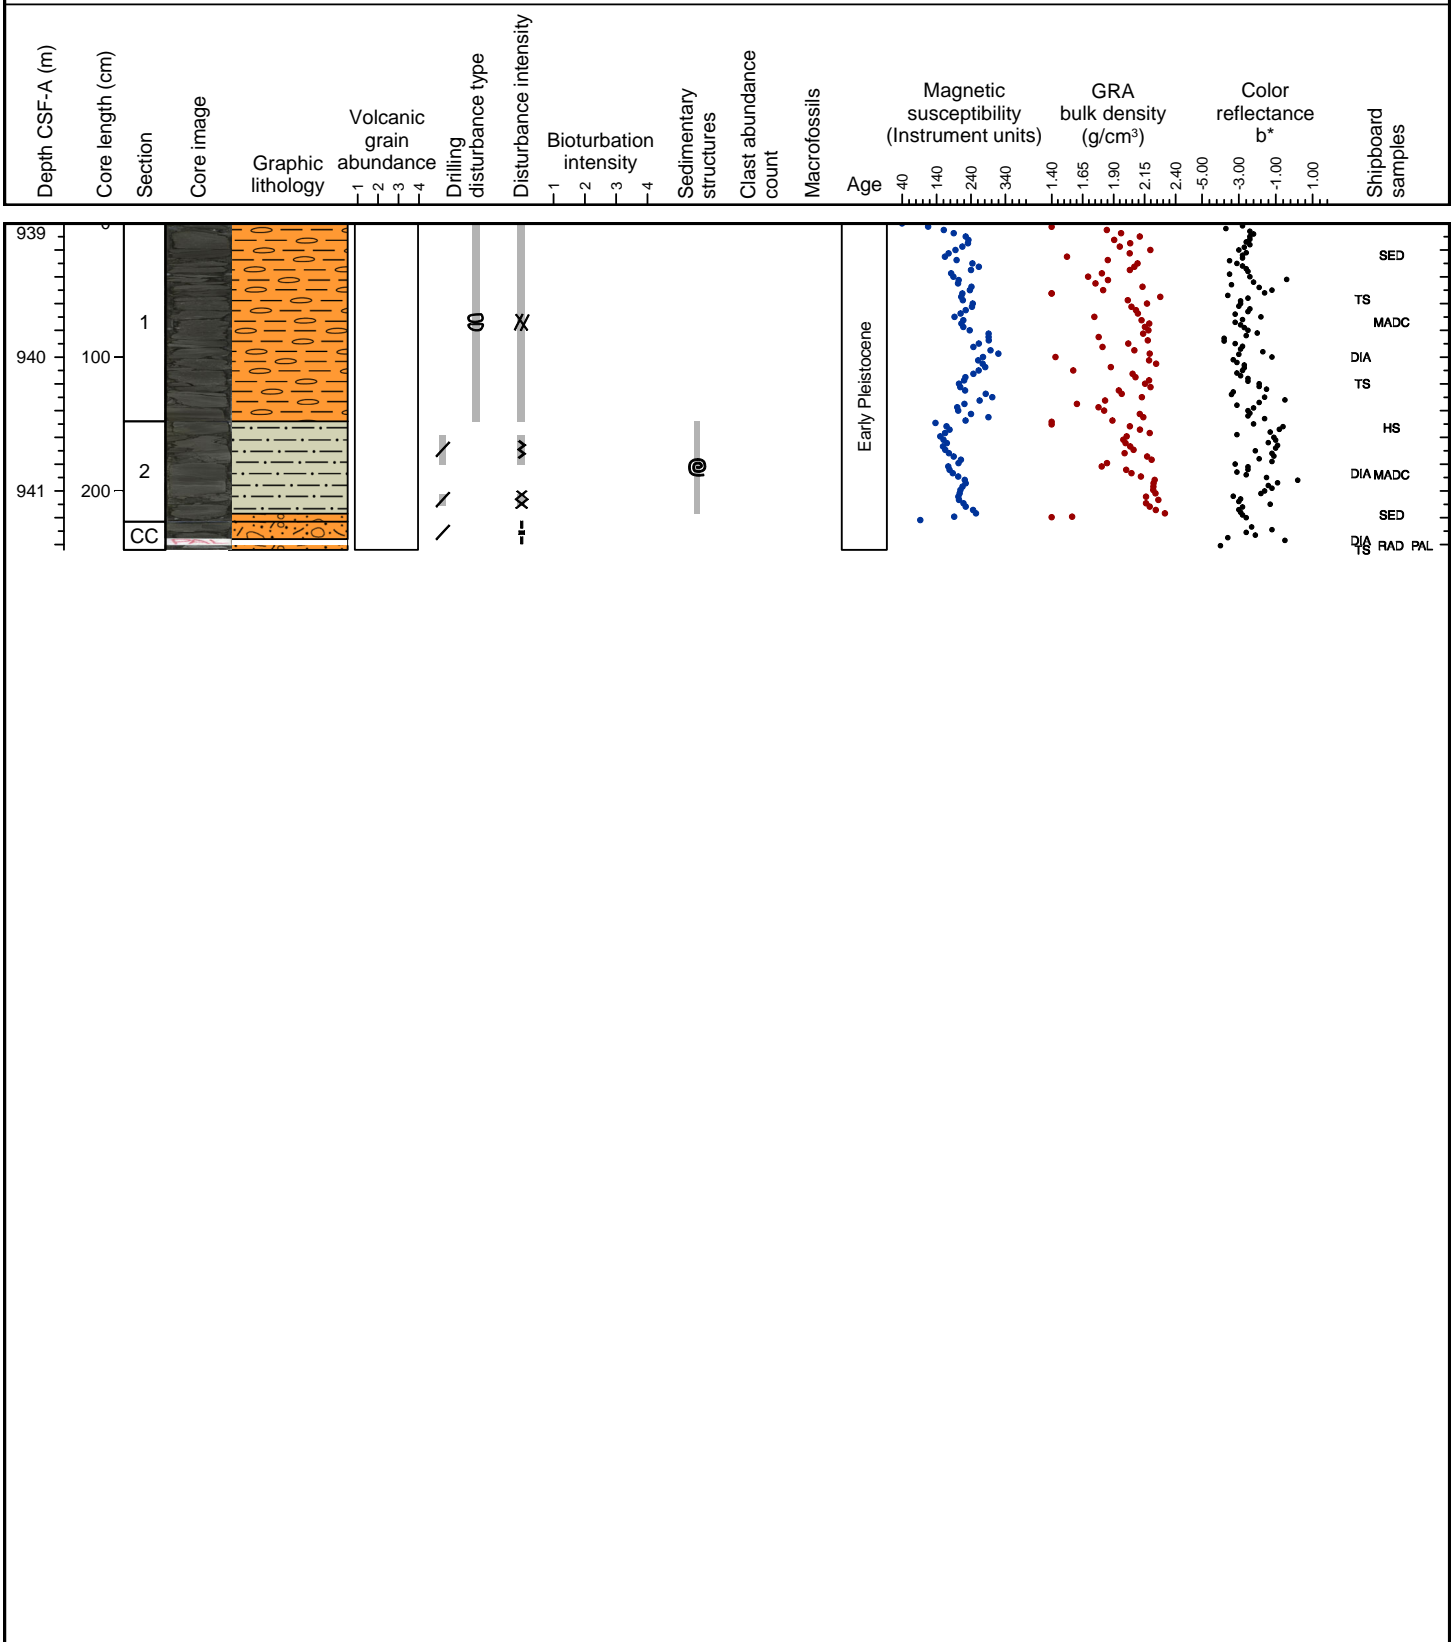 Depth CSF-A (m)
Core length (cm)
Section
Core image
Graphic
lithology
Volcanic
grain
abundance
1 2 3 4
Drilling
disturbance type
Disturbance intensity
Bioturbation
intensity
1 2 3 4
Sedimentary
structures
Clast abundance
count
Macrofossils
Age
Magnetic
susceptibility
(Instrument units)
40 140 240 340
GRA
bulk density
(g/cm³)
1.40 1.65 1.90 2.15 2.40
Color
reflectance
b*
-5.00 -3.00 -1.00 1.00
Shipboard
samples
939
940
941
0
100
200
1
2
CC
Early Pleistocene
SED
TS
MADC
DIA
TS
HS
DIA MADC
SED
DIA
TS RAD PAL